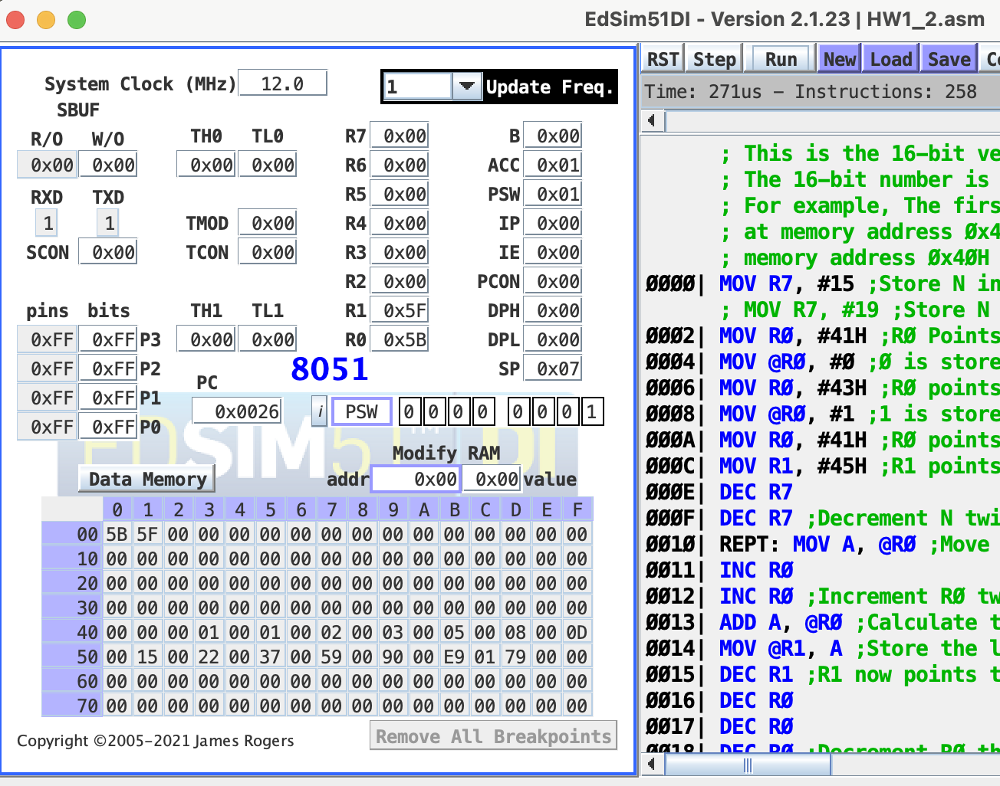 EdSim51DI - Version 2.1.23 | HW1_2.asm
System Clock (MHz) 12.0
1 Update Freq.
SBUF
R/O W/O TH0 TL0 R7 0x00 B 0x00
0x00 0x00 0x00 0x00 R6 0x00 ACC 0x01
RXD TXD R5 0x00 PSW 0x01
1 1 TMOD 0x00 R4 0x00 IP 0x00
SCON 0x00 TCON 0x00 R3 0x00 IE 0x00
R2 0x00 PCON 0x00
pins bits TH1 TL1 R1 0x5F DPH 0x00
0xFF 0xFF P3 0x00 0x00 R0 0x5B DPL 0x00
0xFF 0xFF P2 8051 SP 0x07
0xFF 0xFF P1 PC
0x0026 i PSW 0 0 0 0 0 0 0 1
0xFF 0xFF P0
EDSIM51 TM DI
Modify RAM
Data Memory addr 0x00 0x00 value
0 1 2 3 4 5 6 7 8 9 A B C D E F
00 5B 5F 00 00 00 00 00 00 00 00 00 00 00 00 00 00
10 00 00 00 00 00 00 00 00 00 00 00 00 00 00 00 00
20 00 00 00 00 00 00 00 00 00 00 00 00 00 00 00 00
30 00 00 00 00 00 00 00 00 00 00 00 00 00 00 00 00
40 00 00 00 01 00 01 00 02 00 03 00 05 00 08 00 0D
50 00 15 00 22 00 37 00 59 00 90 00 E9 01 79 00 00
60 00 00 00 00 00 00 00 00 00 00 00 00 00 00 00 00
70 00 00 00 00 00 00 00 00 00 00 00 00 00 00 00 00
Copyright ©2005-2021 James Rogers
Remove All Breakpoints
RST Step Run New Load Save Co
Time: 271us - Instructions: 258
; This is the 16-bit ve
; The 16-bit number is
; For example, The firs
; at memory address 0x4
; memory address 0x40H
0000| MOV R7, #15 ;Store N in
; MOV R7, #19 ;Store N
0002| MOV R0, #41H ;R0 Points
0004| MOV @R0, #0 ;0 is store
0006| MOV R0, #43H ;R0 points
0008| MOV @R0, #1 ;1 is store
000A| MOV R0, #41H ;R0 points
000C| MOV R1, #45H ;R1 points
000E| DEC R7
000F| DEC R7 ;Decrement N twi
0010| REPT: MOV A, @R0 ;Move
0011| INC R0
0012| INC R0 ;Increment R0 tw
0013| ADD A, @R0 ;Calculate t
0014| MOV @R1, A ;Store the l
0015| DEC R1 ;R1 now points t
0016| DEC R0
0017| DEC R0
0018| DEC R0 ;Decrement R0 th